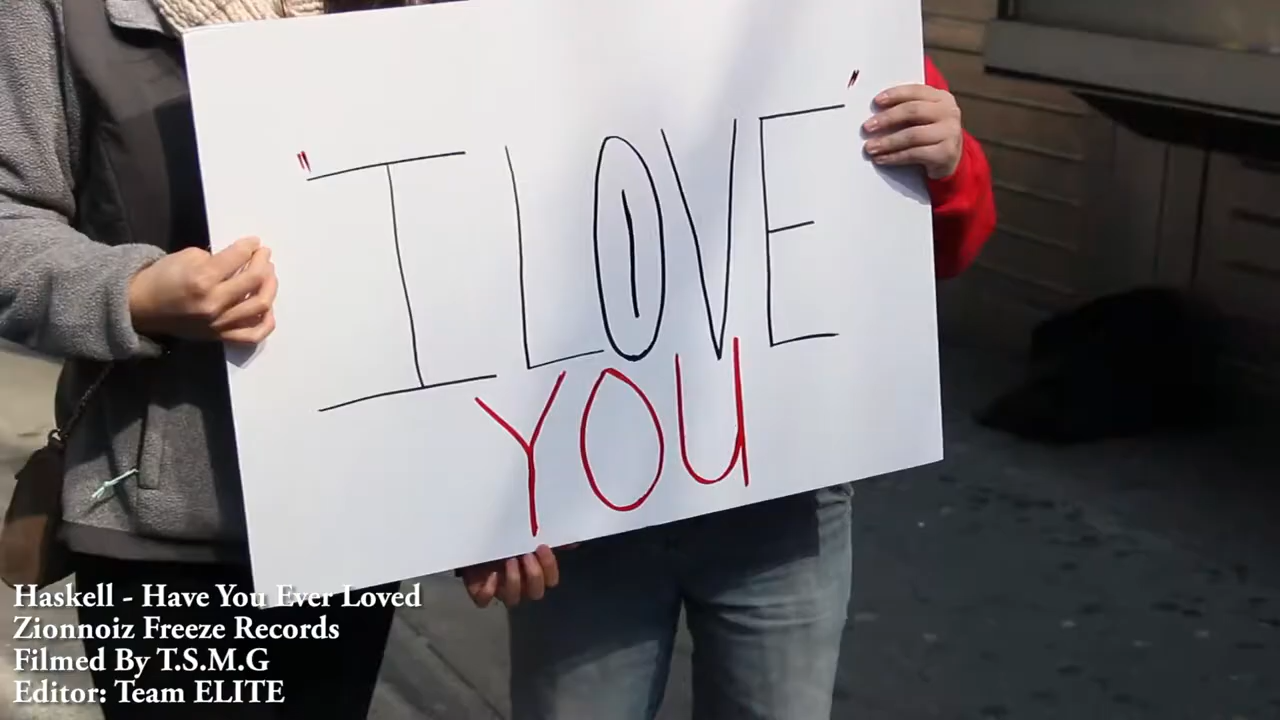 "I LOVE"
YOU
Haskell - Have You Ever Loved
Zionnoiz Freeze Records
Filmed By T.S.M.G
Editor: Team ELITE